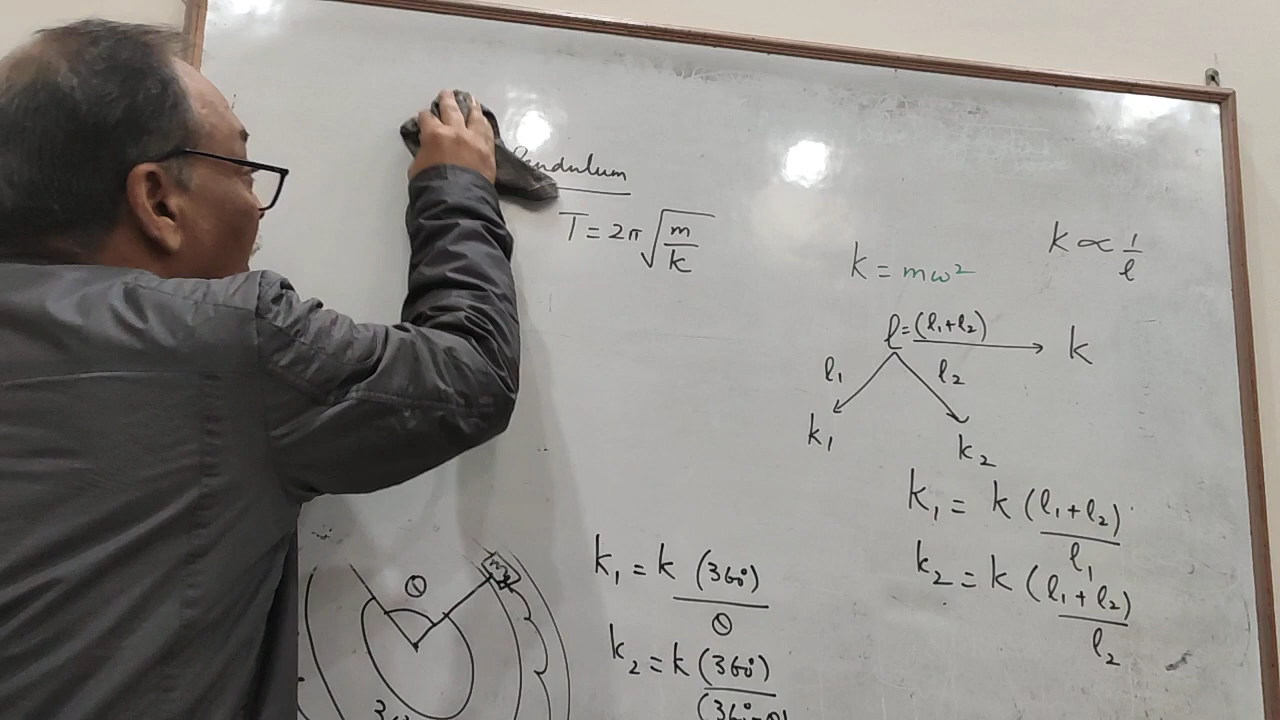 Pendulum
T = 2π √(m/k)
k = mω²
k ∝ 1/l
l = (l₁+l₂) → k
l₁
l₂
k₁
k₂
k₁ = k (l₁+l₂)/l₁
k₂ = k (l₁+l₂)/l₂
θ
k₁ = k (360°)/θ
k₂ = k (360°)/(360°-θ)